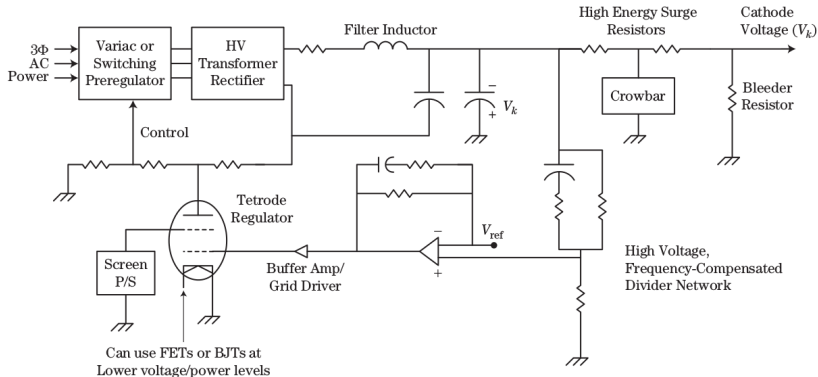 3Φ
AC
Power
Variac or
Switching
Preregulator
HV
Transformer
Rectifier
Filter Inductor
High Energy Surge
Resistors
Cathode
Voltage (Vk)
Crowbar
Bleeder
Resistor
−
+
Vk
Control
Tetrode
Regulator
Screen
P/S
Buffer Amp/
Grid Driver
−
+
Vref
High Voltage,
Frequency-Compensated
Divider Network
Can use FETs or BJTs at
Lower voltage/power levels